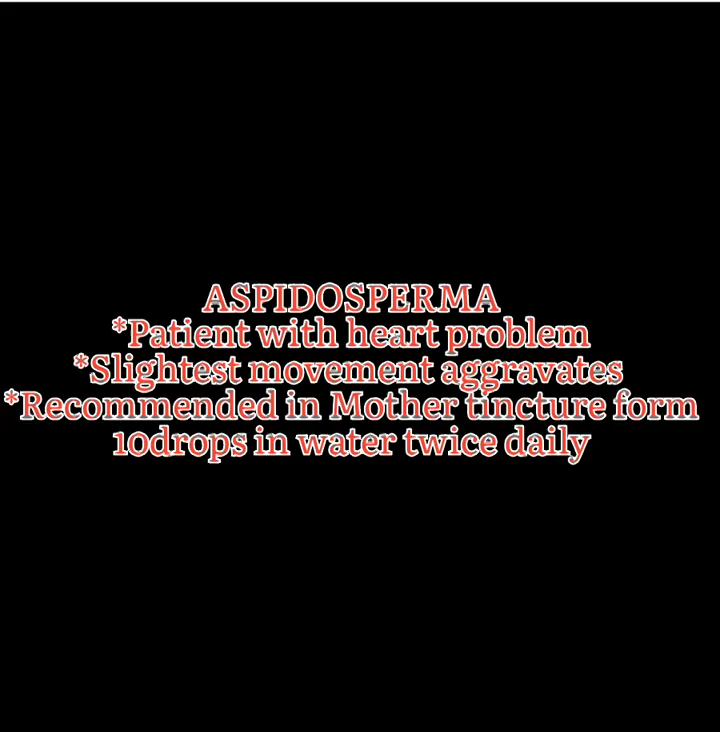 ASPIDOSPERMA
*Patient with heart problem
*Slightest movement aggravates
*Recommended in Mother tincture form
10drops in water twice daily